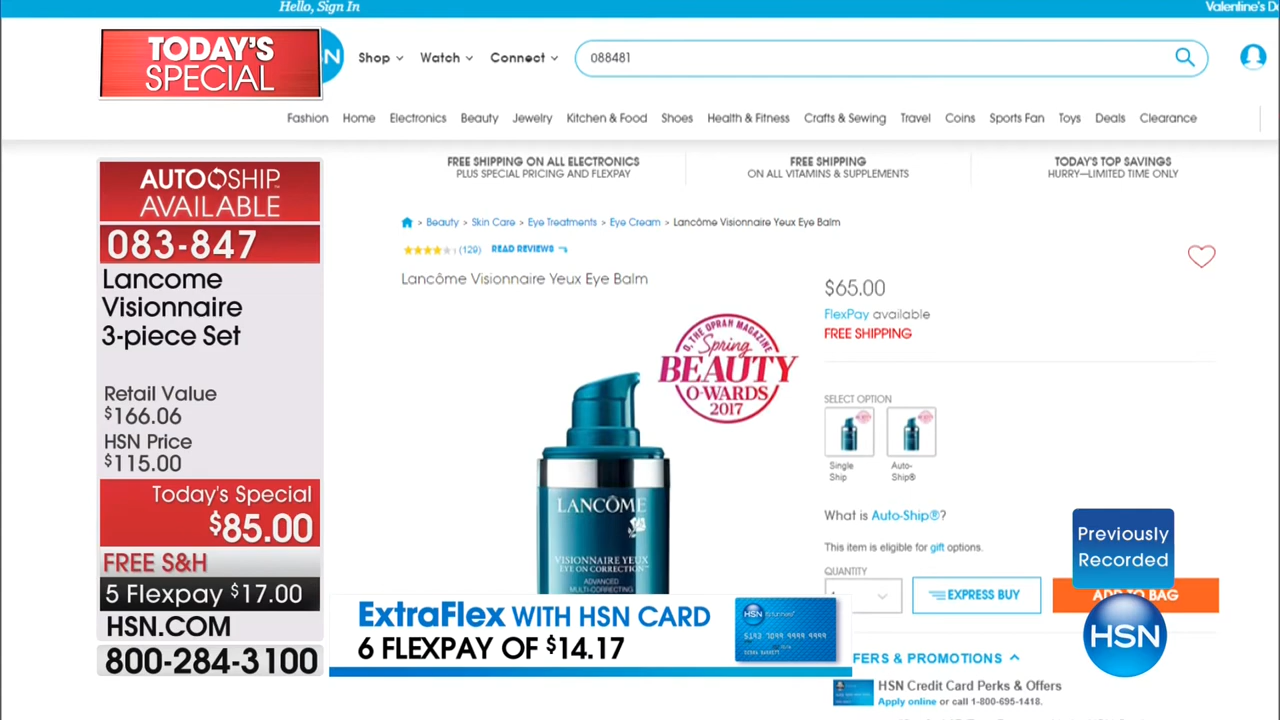 Hello, Sign In
Valentine's D
TODAY'S
SPECIAL
Shop
Watch
Connect
088481
Fashion
Home
Electronics
Beauty
Jewelry
Kitchen & Food
Shoes
Health & Fitness
Crafts & Sewing
Travel
Coins
Sports Fan
Toys
Deals
Clearance
FREE SHIPPING ON ALL ELECTRONICS
PLUS SPECIAL PRICING AND FLEXPAY
FREE SHIPPING
ON ALL VITAMINS & SUPPLEMENTS
TODAY'S TOP SAVINGS
HURRY—LIMITED TIME ONLY
AUTOSHIP
AVAILABLE
083-847
Lancome
Visionnaire
3-piece Set
Retail Value
$166.06
HSN Price
$115.00
Today's Special
$85.00
FREE S&H
5 Flexpay $17.00
HSN.COM
800-284-3100
> Beauty > Skin Care > Eye Treatments > Eye Cream > Lancôme Visionnaire Yeux Eye Balm
(129) READ REVIEWS
Lancôme Visionnaire Yeux Eye Balm
O, THE OPRAH MAGAZINE
Spring
BEAUTY
O-WARDS
2017
LANCÔME
VISIONNAIRE YEUX
EYE ON CORRECTION™
ADVANCED
MULTI-CORRECTING
$65.00
FlexPay available
FREE SHIPPING
SELECT OPTION
Single
Ship
Auto-
Ship®
What is Auto-Ship®?
This item is eligible for gift options.
QUANTITY
EXPRESS BUY
ADD TO BAG
Previously
Recorded
HSN
ExtraFlex WITH HSN CARD
6 FLEXPAY OF $14.17
HSN
FERS & PROMOTIONS
HSN Credit Card Perks & Offers
Apply online or call 1-800-695-1418.